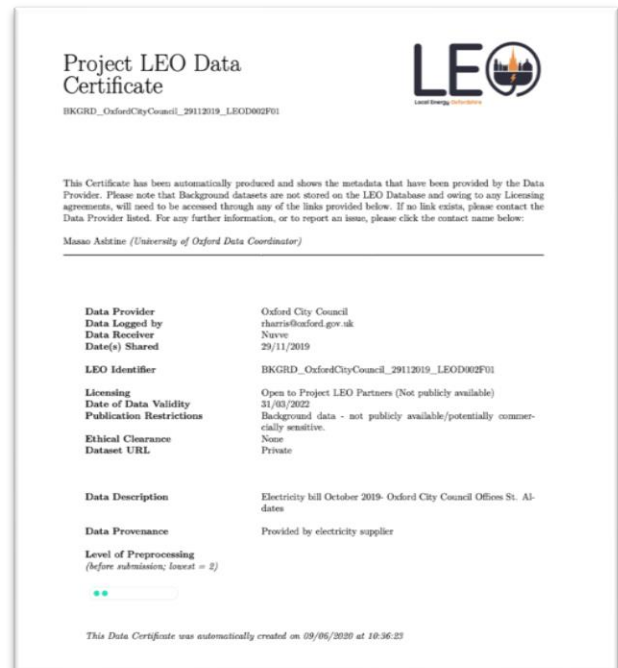 Project LEO Data
Certificate
BKGRD_OxfordCityCouncil_29112019_LEOD002F01
LEO
Local Energy Oxfordshire
This Certificate has been automatically produced and shows the metadata that have been provided by the Data
Provider. Please note that Background datasets are not stored on the LEO Database and owing to any Licensing
agreements, will need to be accessed through any of the links provided below. If no link exists, please contact the
Data Provider listed. For any further information, or to report an issue, please click the contact name below:
Masao Ashtine (University of Oxford Data Coordinator)
Data Provider Oxford City Council
Data Logged by rharris@oxford.gov.uk
Data Receiver Nuvve
Date(s) Shared 29/11/2019
LEO Identifier BKGRD_OxfordCityCouncil_29112019_LEOD002F01
Licensing Open to Project LEO Partners (Not publicly available)
Date of Data Validity 31/03/2022
Publication Restrictions Background data - not publicly available/potentially commer-
cially sensitive.
Ethical Clearance None
Dataset URL Private
Data Description Electricity bill October 2019- Oxford City Council Offices St. Al-
dates
Data Provenance Provided by electricity supplier
Level of Preprocessing
(before submission; lowest = 2)
This Data Certificate was automatically created on 09/06/2020 at 10:36:23